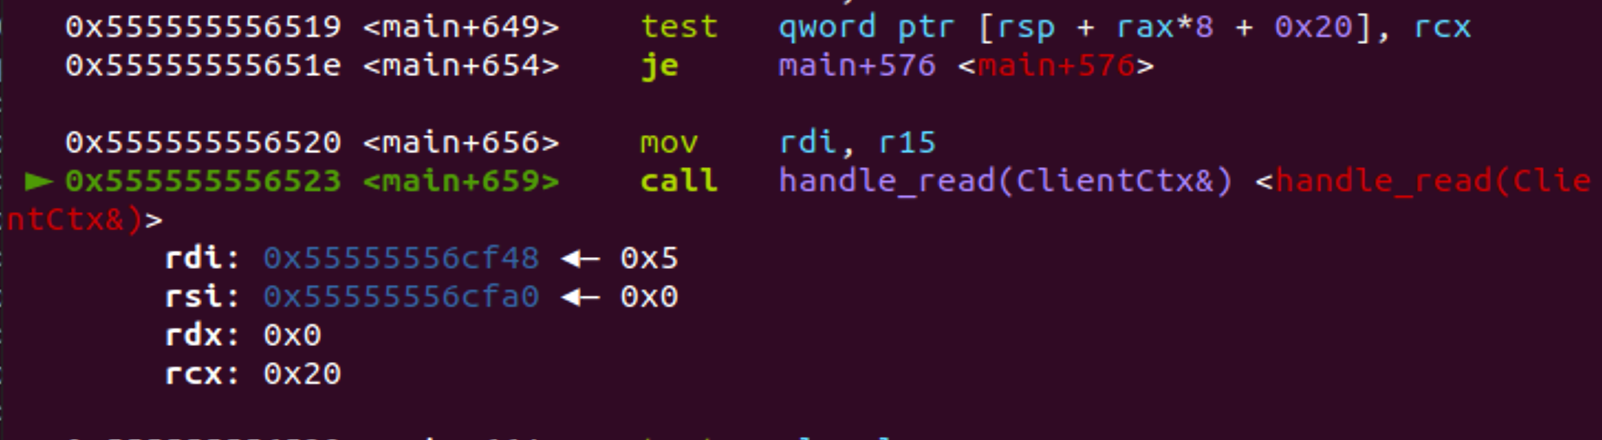 0x555555556519 <main+649> test qword ptr [rsp + rax*8 + 0x20], rcx
0x55555555651e <main+654> je main+576 <main+576>
0x555555556520 <main+656> mov rdi, r15
► 0x555555556523 <main+659> call handle_read(ClientCtx&) <handle_read(Clie
ntCtx&)>
rdi: 0x55555556cf48 ◄— 0x5
rsi: 0x55555556cfa0 ◄— 0x0
rdx: 0x0
rcx: 0x20